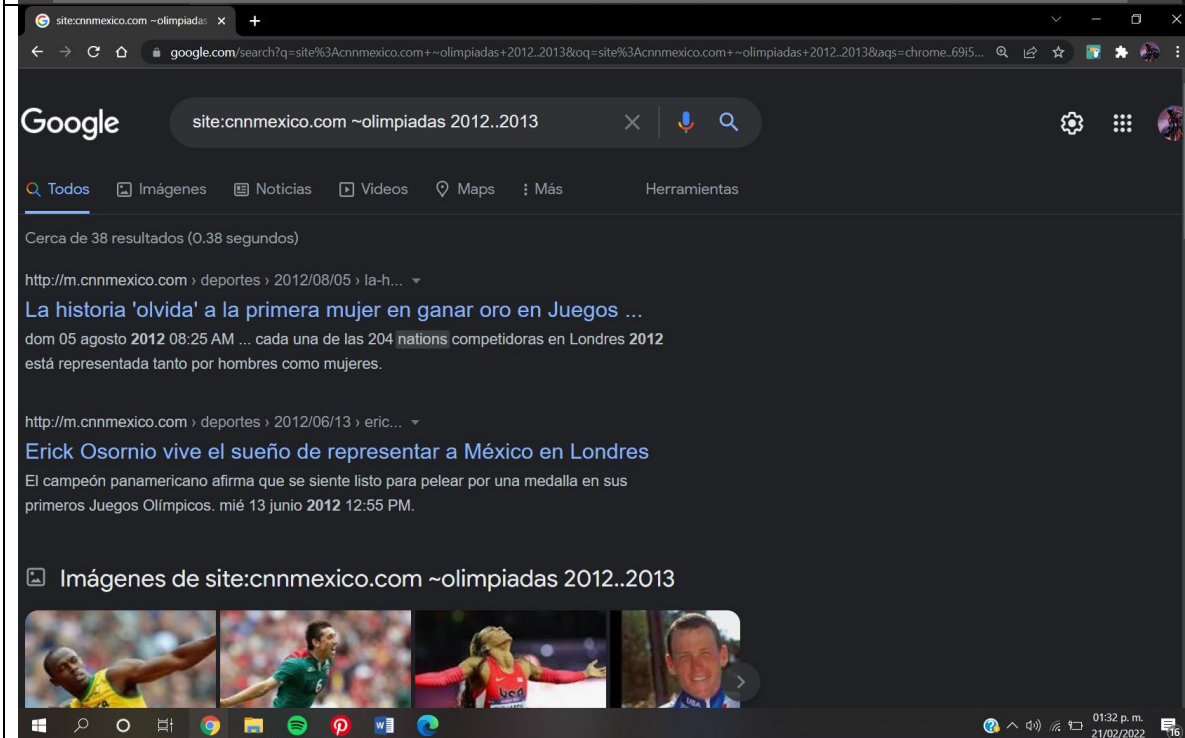 site:cnnmexico.com ~olimpiadas
google.com/search?q=site%3Acnnmexico.com+~olimpiadas+2012..2013&oq=site%3Acnnmexico.com+~olimpiadas+2012..2013&aqs=chrome..69i5...
Google
site:cnnmexico.com ~olimpiadas 2012..2013
Todos Imágenes Noticias Videos Maps Más Herramientas
Cerca de 38 resultados (0.38 segundos)
http://m.cnnmexico.com › deportes › 2012/08/05 › la-h...
La historia 'olvida' a la primera mujer en ganar oro en Juegos ...
dom 05 agosto 2012 08:25 AM ... cada una de las 204 nations competidoras en Londres 2012
está representada tanto por hombres como mujeres.
http://m.cnnmexico.com › deportes › 2012/06/13 › eric...
Erick Osornio vive el sueño de representar a México en Londres
El campeón panamericano afirma que se siente listo para pelear por una medalla en sus
primeros Juegos Olímpicos. mié 13 junio 2012 12:55 PM.
Imágenes de site:cnnmexico.com ~olimpiadas 2012..2013
01:32 p. m.
21/02/2022
16